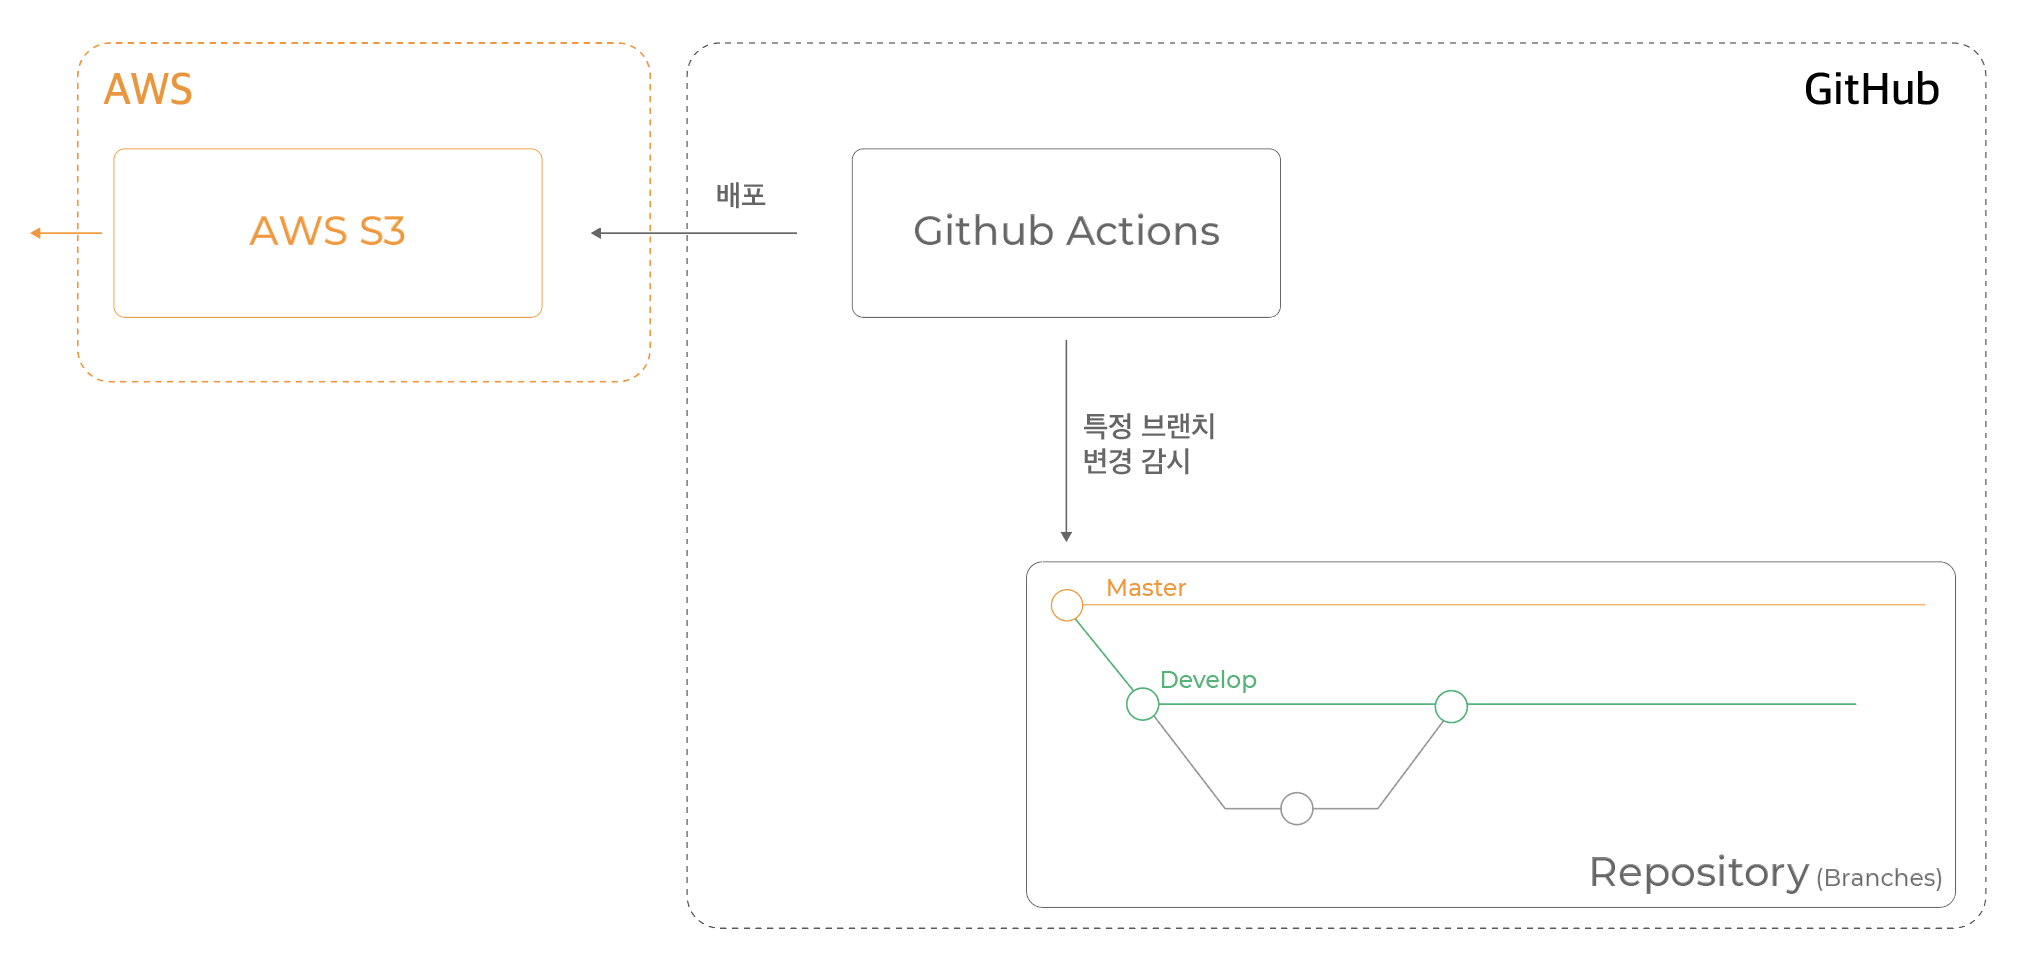 AWS
GitHub
AWS S3
배포
Github Actions
특정 브랜치
변경 감시
Master
Develop
Repository (Branches)